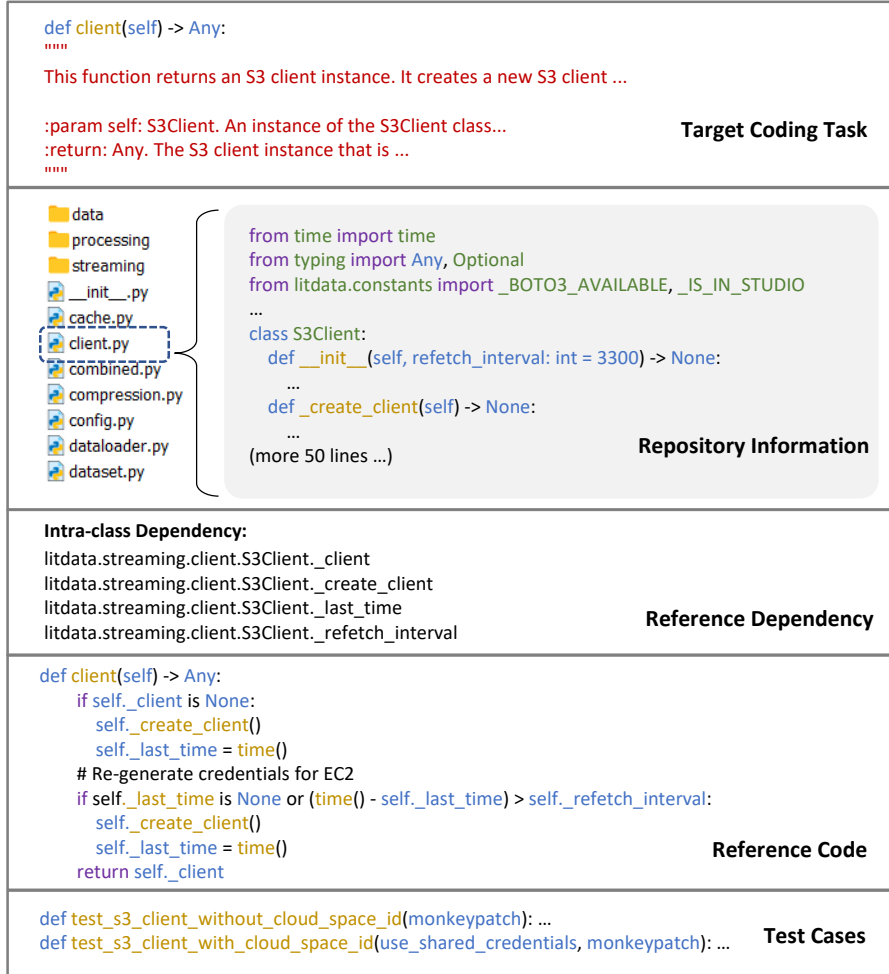 def client(self) -> Any:
"""
This function returns an S3 client instance. It creates a new S3 client ...
:param self: S3Client. An instance of the S3Client class...
:return: Any. The S3 client instance that is ...
"""
Target Coding Task
data
processing
streaming
__init__.py
cache.py
client.py
combined.py
compression.py
config.py
dataloader.py
dataset.py
from time import time
from typing import Any, Optional
from litdata.constants import _BOTO3_AVAILABLE, _IS_IN_STUDIO
...
class S3Client:
def __init__(self, refetch_interval: int = 3300) -> None:
...
def _create_client(self) -> None:
...
(more 50 lines ...)
Repository Information
Intra-class Dependency:
litdata.streaming.client.S3Client._client
litdata.streaming.client.S3Client._create_client
litdata.streaming.client.S3Client._last_time
litdata.streaming.client.S3Client._refetch_interval
Reference Dependency
def client(self) -> Any:
if self._client is None:
self._create_client()
self._last_time = time()
# Re-generate credentials for EC2
if self._last_time is None or (time() - self._last_time) > self._refetch_interval:
self._create_client()
self._last_time = time()
return self._client
Reference Code
def test_s3_client_without_cloud_space_id(monkeypatch): ...
def test_s3_client_with_cloud_space_id(use_shared_credentials, monkeypatch): ...
Test Cases